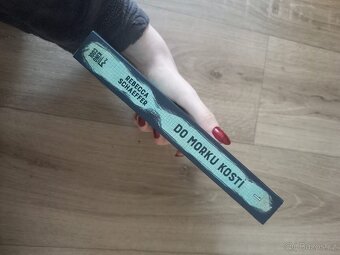 REBECCA
SCHAEFFER
DO MORKU KOSTI